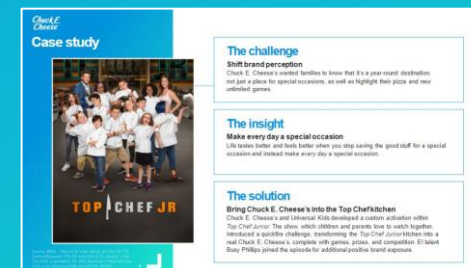 Chuck E.
Cheese
Case study
TOP CHEF JR
The challenge
Shift brand perception
Chuck E. Cheese's wanted families to know that it's a year-round destination,
not just a place for special occasions, as well as highlight their pizza and new
unlimited games.
The insight
Make every day a special occasion
Life tastes better and feels better when you stop saving the good stuff for a special
occasion and instead make every day a special occasion.
The solution
Bring Chuck E. Cheese's into the Top Chef kitchen
Chuck E. Cheese's and Universal Kids developed a custom activation within
Top Chef Junior. The show, which children and parents love to watch together,
introduced a quickfire challenge, transforming the Top Chef Junior kitchen into a
real Chuck E. Cheese's, complete with games, prizes, and competition. E! talent
Busy Philipps joined the episode for additional positive brand exposure.